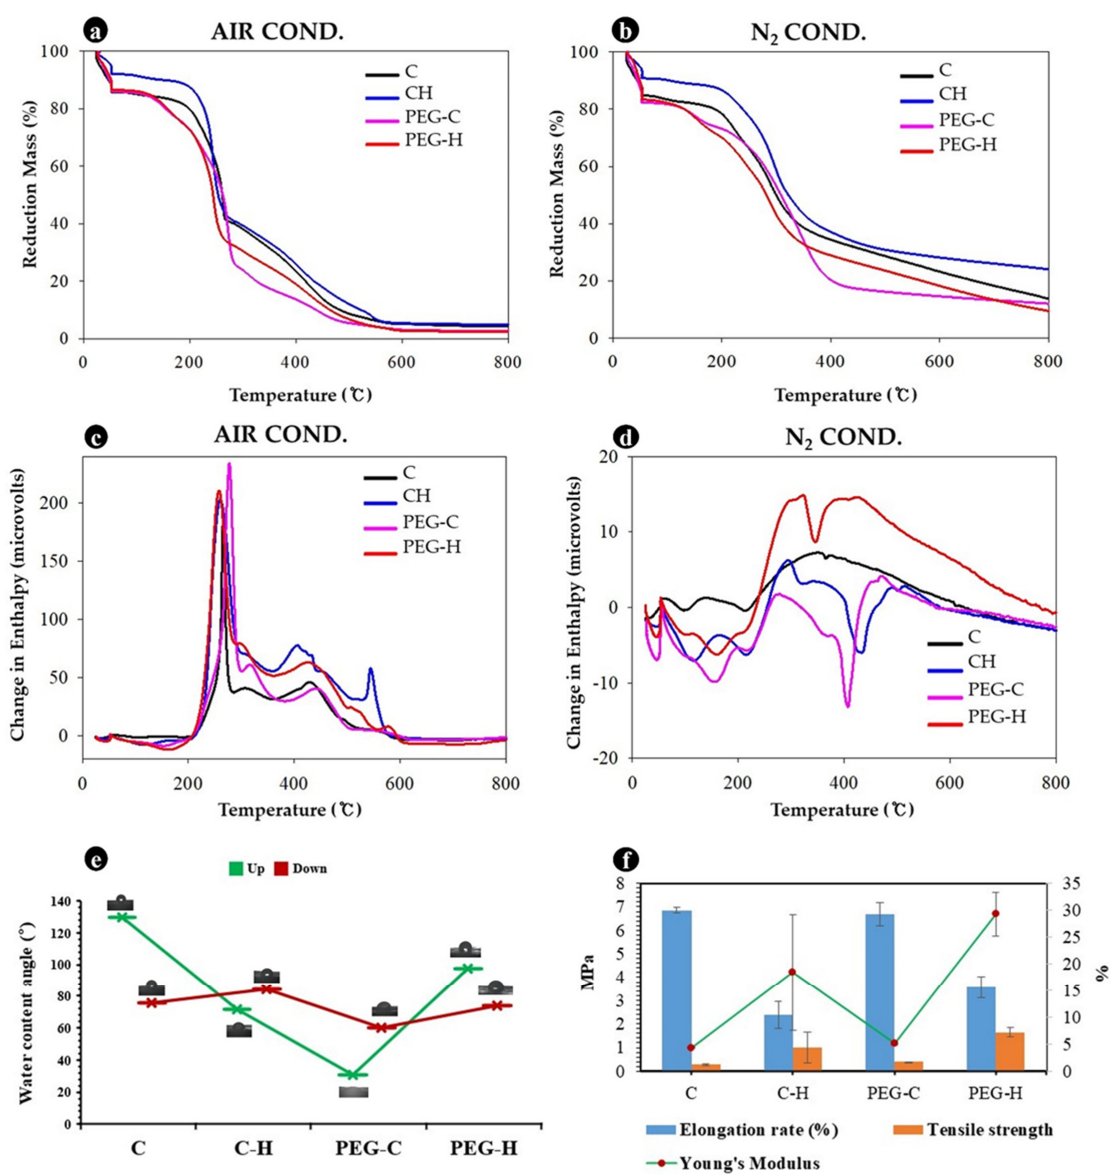 a
AIR COND.
100
80
60
40
20
0
Reduction Mass (%)
C
CH
PEG-C
PEG-H
0 200 400 600 800
Temperature (℃)
b
N₂ COND.
100
80
60
40
20
0
Reduction Mass (%)
C
CH
PEG-C
PEG-H
0 200 400 600 800
Temperature (℃)
c
AIR COND.
200
150
100
50
0
Change in Enthalpy (microvolts)
C
CH
PEG-C
PEG-H
0 200 400 600 800
Temperature (℃)
d
N₂ COND.
20
10
0
-10
-20
Change in Enthalpy (microvolts)
C
CH
PEG-C
PEG-H
0 200 400 600 800
Temperature (℃)
e
Up Down
140
120
100
80
60
40
20
0
Water content angle (°)
C C-H PEG-C PEG-H
f
8
7
6
5
4
3
2
1
0
MPa
35
30
25
20
15
10
5
0
%
C C-H PEG-C PEG-H
Elongation rate (%) Tensile strength
Young's Modulus